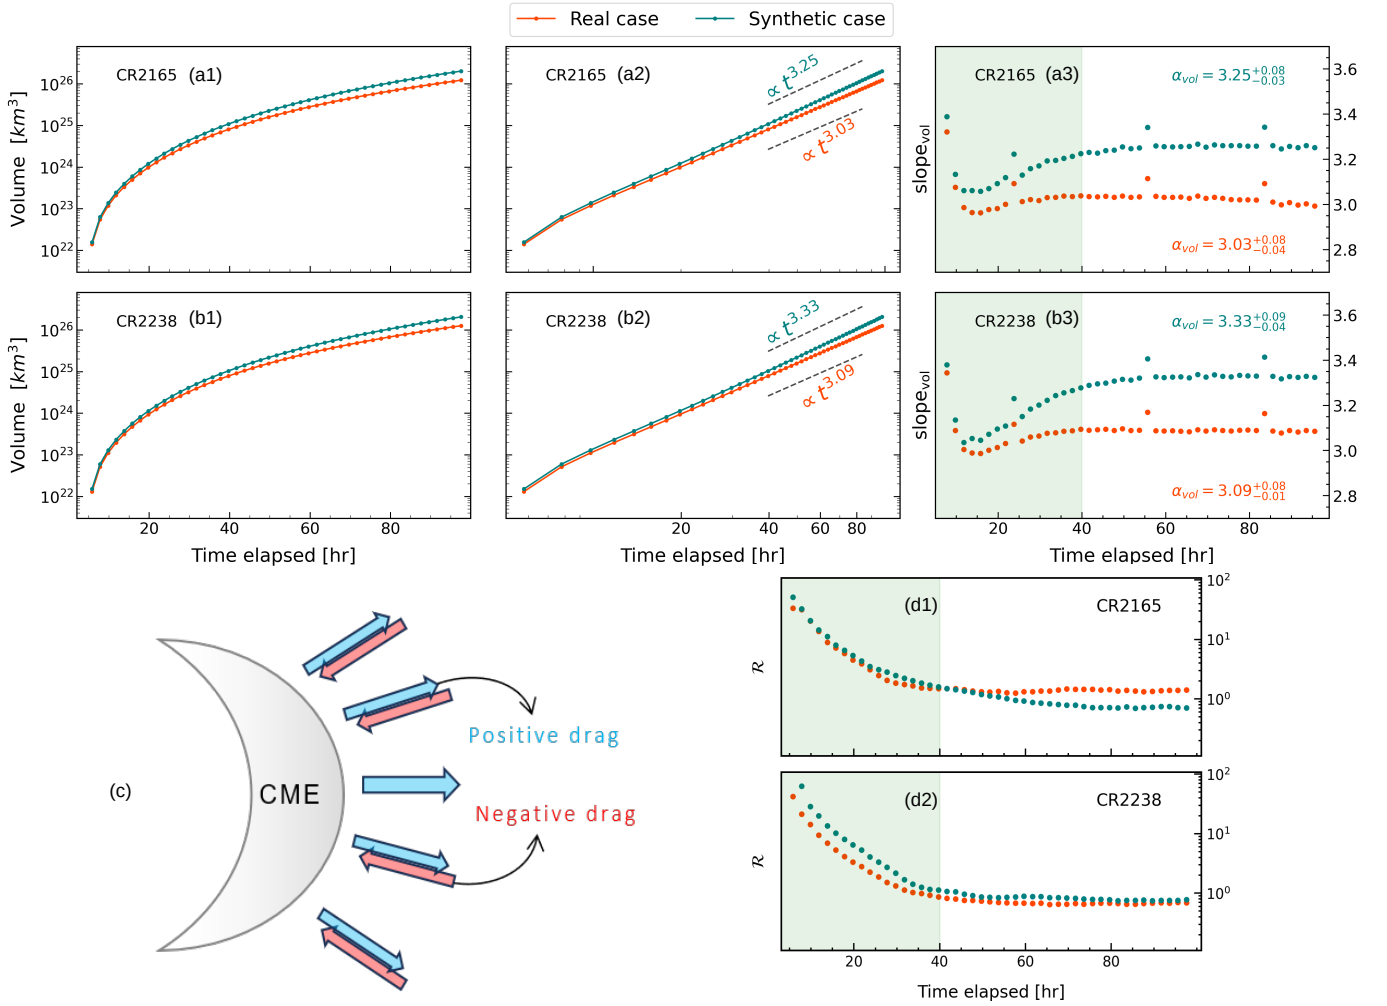 Real case
Synthetic case
Volume [km³]
10²⁶
10²⁵
10²⁴
10²³
10²²
CR2165 (a1)
CR2165 (a2)
∝ t³·²⁵
∝ t³·⁰³
CR2165 (a3)
α_vol = 3.25 +0.08 −0.03
α_vol = 3.03 +0.08 −0.04
slope_vol
3.6
3.4
3.2
3.0
2.8
Volume [km³]
10²⁶
10²⁵
10²⁴
10²³
10²²
CR2238 (b1)
20 40 60 80
Time elapsed [hr]
CR2238 (b2)
∝ t³·³³
∝ t³·⁰⁹
20 40 60 80
Time elapsed [hr]
CR2238 (b3)
α_vol = 3.33 +0.09 −0.04
α_vol = 3.09 +0.08 −0.01
slope_vol
3.6
3.4
3.2
3.0
2.8
20 40 60 80
Time elapsed [hr]
(c)
CME
Positive drag
Negative drag
(d1)
CR2165
ℛ
10²
10¹
10⁰
(d2)
CR2238
ℛ
10²
10¹
10⁰
20 40 60 80
Time elapsed [hr]